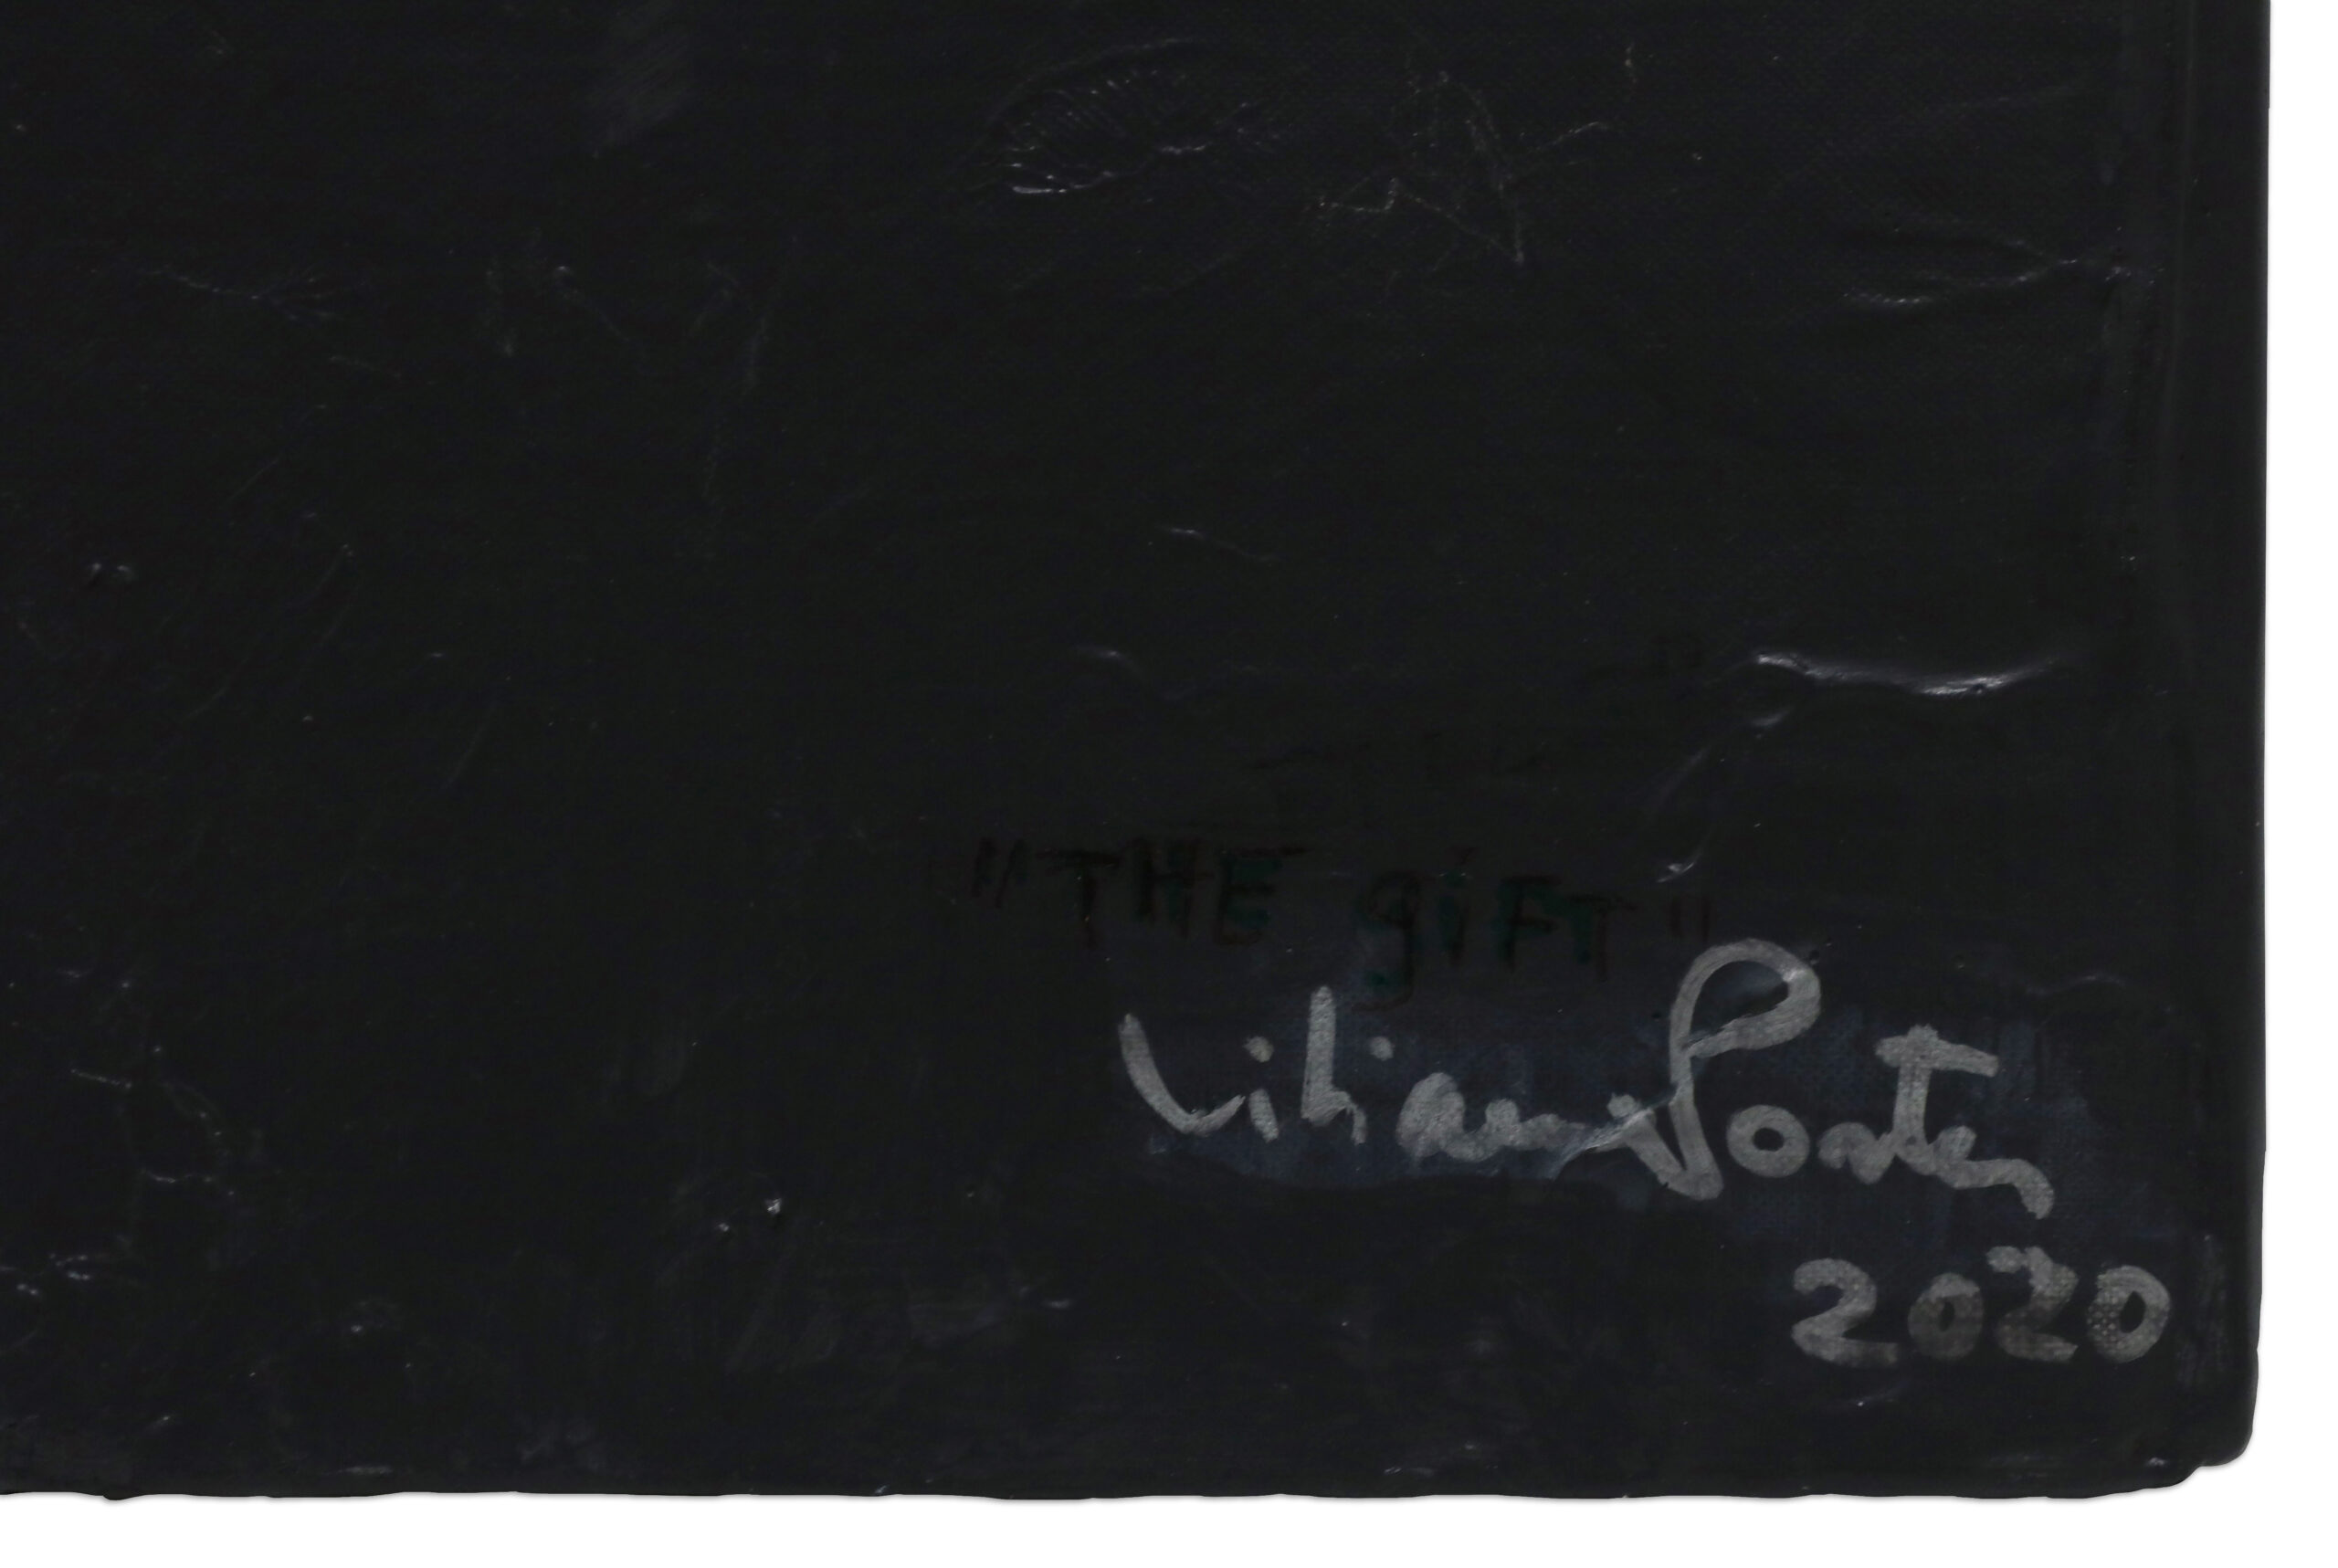 "THE giFT"
Liliana Porter
2020